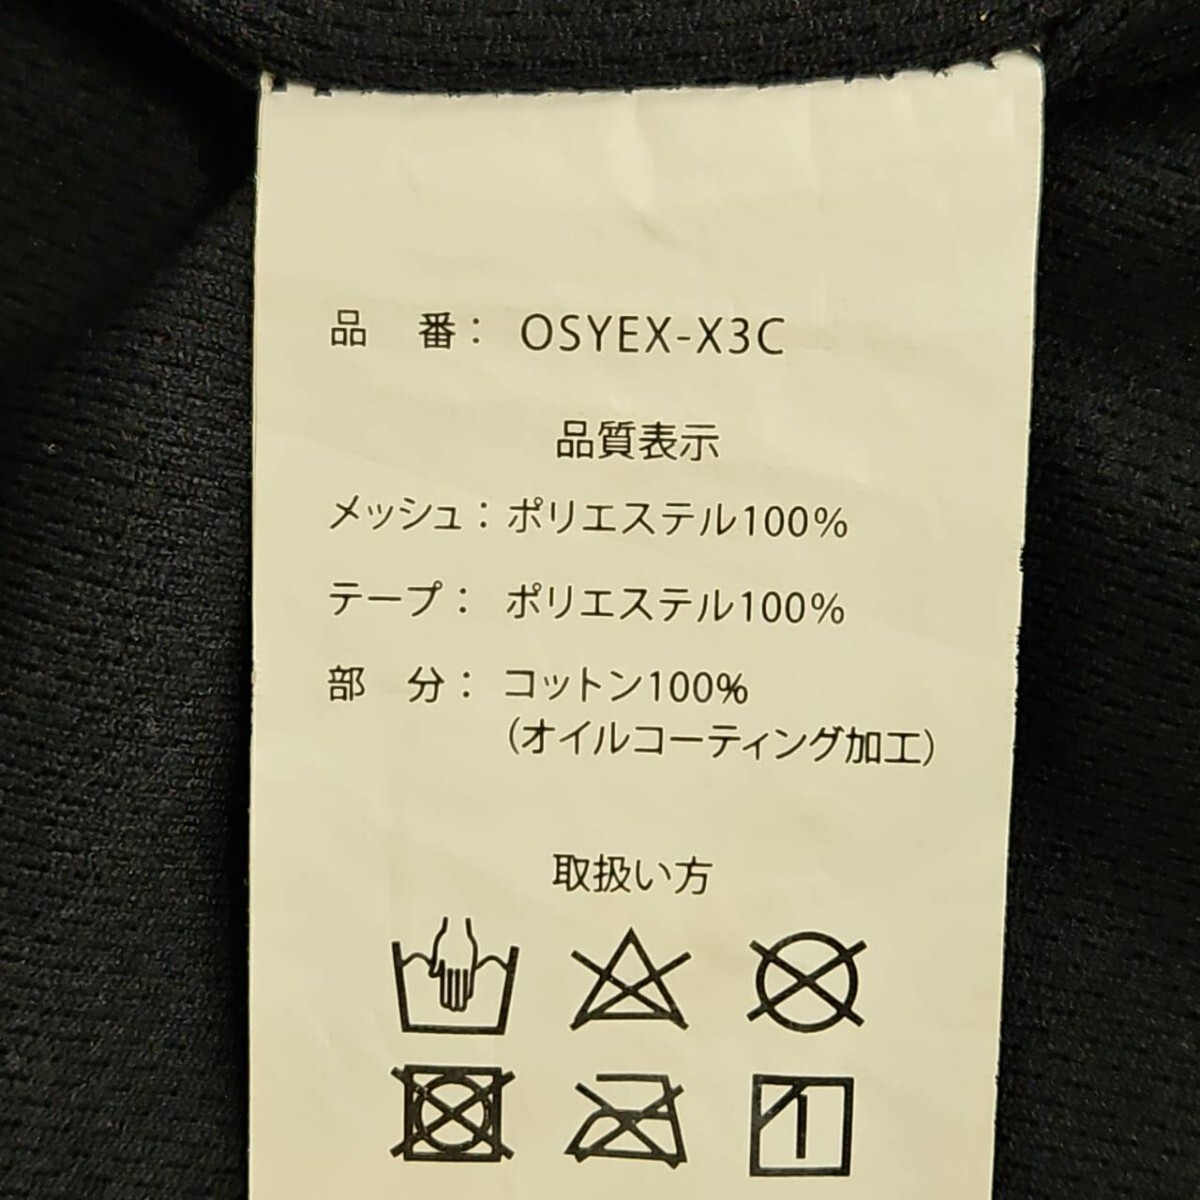 品　番： OSYEX-X3C
品質表示
メッシュ：ポリエステル100%
テープ： ポリエステル100%
部　分： コットン100%
（オイルコーティング加工）
取扱い方